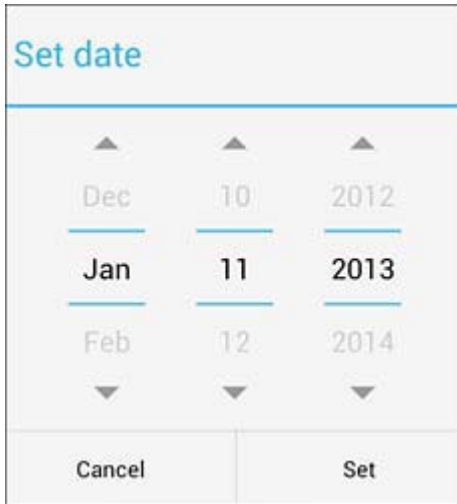 Set date
Dec 10 2012
Jan 11 2013
Feb 12 2014
Cancel Set